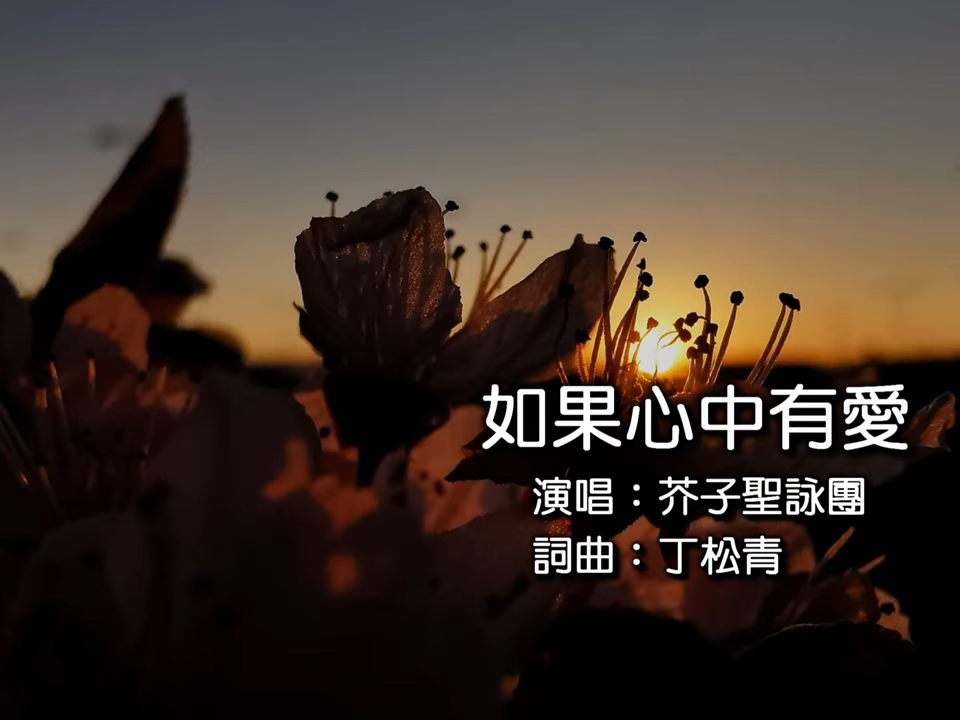 如果心中有愛
演唱：芥子聖詠團
詞曲：丁松青